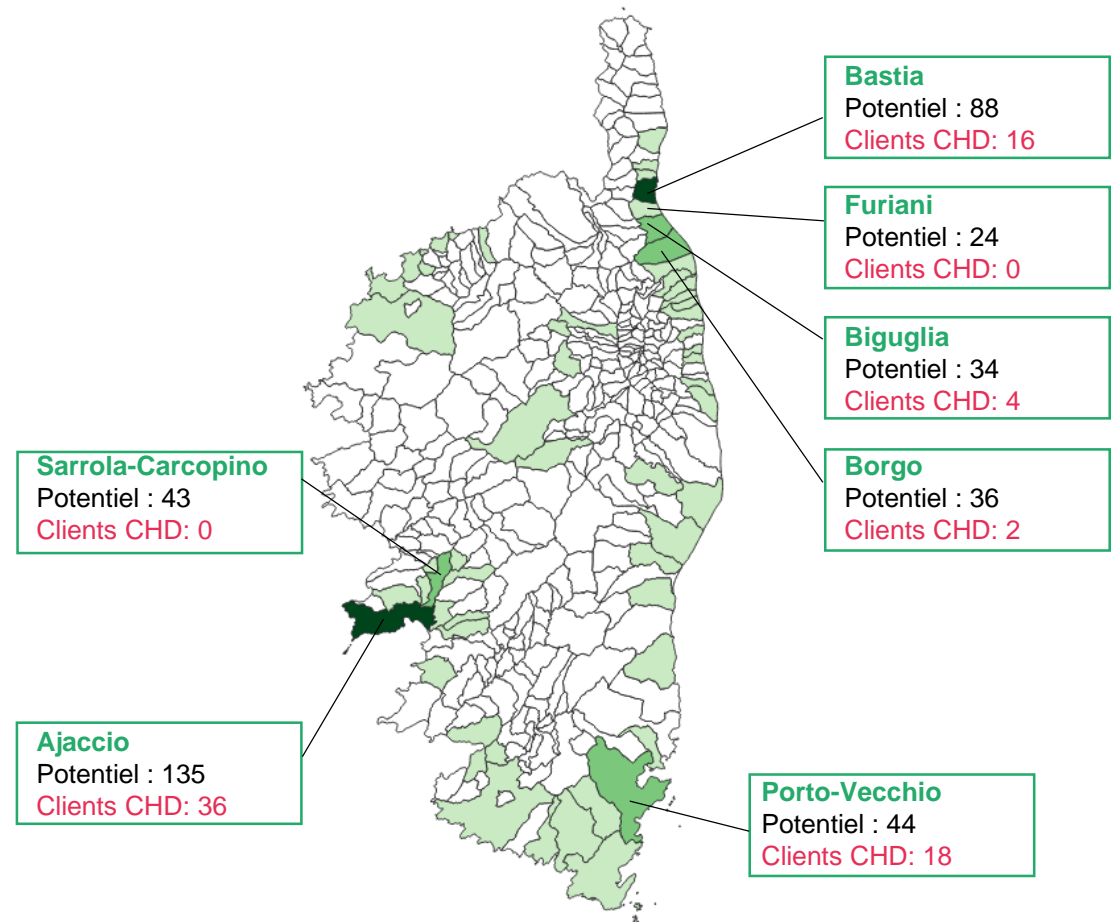 Bastia
Potentiel : 88
Clients CHD: 16
Furiani
Potentiel : 24
Clients CHD: 0
Biguglia
Potentiel : 34
Clients CHD: 4
Borgo
Potentiel : 36
Clients CHD: 2
Sarrola-Carcopino
Potentiel : 43
Clients CHD: 0
Ajaccio
Potentiel : 135
Clients CHD: 36
Porto-Vecchio
Potentiel : 44
Clients CHD: 18